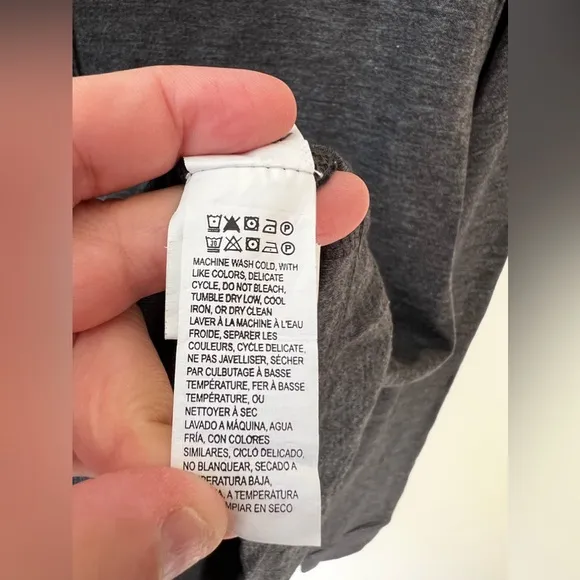 MACHINE WASH COLD, WITH
LIKE COLORS, DELICATE
CYCLE, DO NOT BLEACH,
TUMBLE DRY LOW, COOL
IRON, OR DRY CLEAN
LAVER À LA MACHINE À L'EAU
FROIDE, SEPARER LES
COULEURS, CYCLE DELICATE,
NE PAS JAVELLISER, SÉCHER
PAR CULBUTAGE À BASSE
TEMPÉRATURE, FER À BASSE
TEMPÉRATURE, OU
NETTOYER À SEC
LAVADO A MÁQUINA, AGUA
FRÍA, CON COLORES
SIMILARES, CICLO DELICADO,
NO BLANQUEAR, SECADO A
PERATURA BAJA,
A TEMPERATURA
MPIAR EN SECO